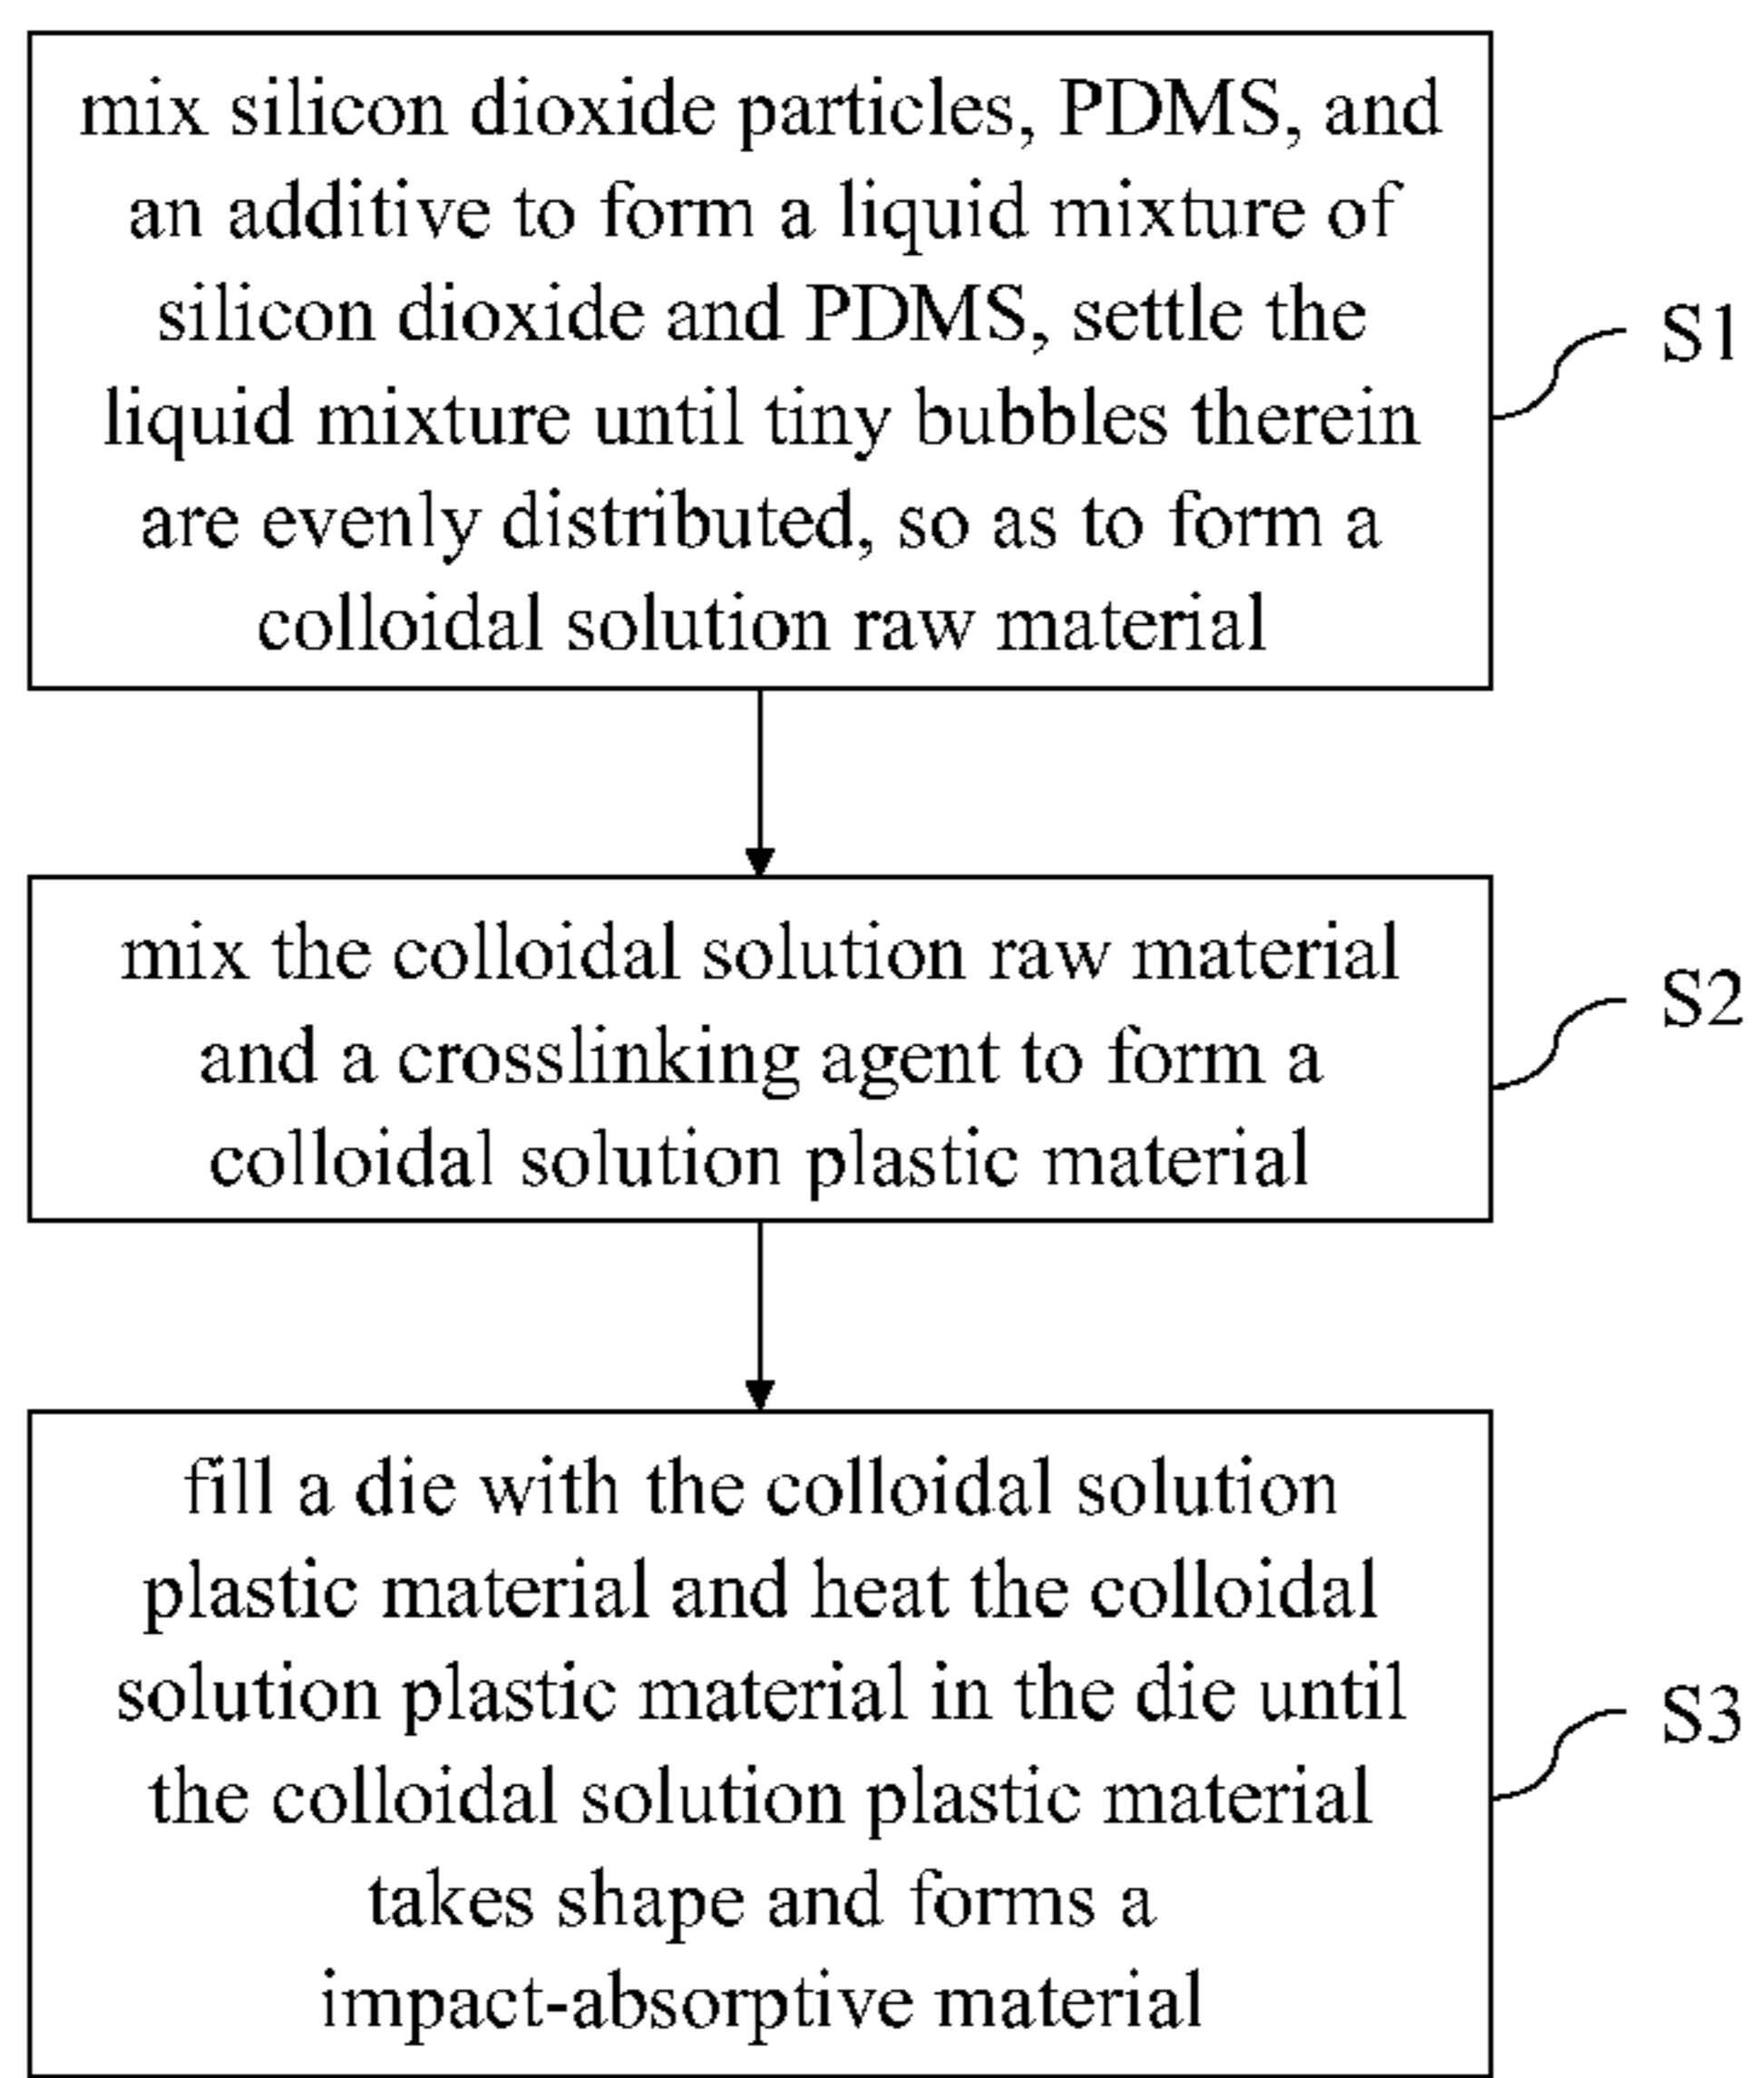 mix silicon dioxide particles, PDMS, and
an additive to form a liquid mixture of
silicon dioxide and PDMS, settle the
liquid mixture until tiny bubbles therein
are evenly distributed, so as to form a
colloidal solution raw material
S1
mix the colloidal solution raw material
and a crosslinking agent to form a
colloidal solution plastic material
S2
fill a die with the colloidal solution
plastic material and heat the colloidal
solution plastic material in the die until
the colloidal solution plastic material
takes shape and forms a
impact-absorptive material
S3